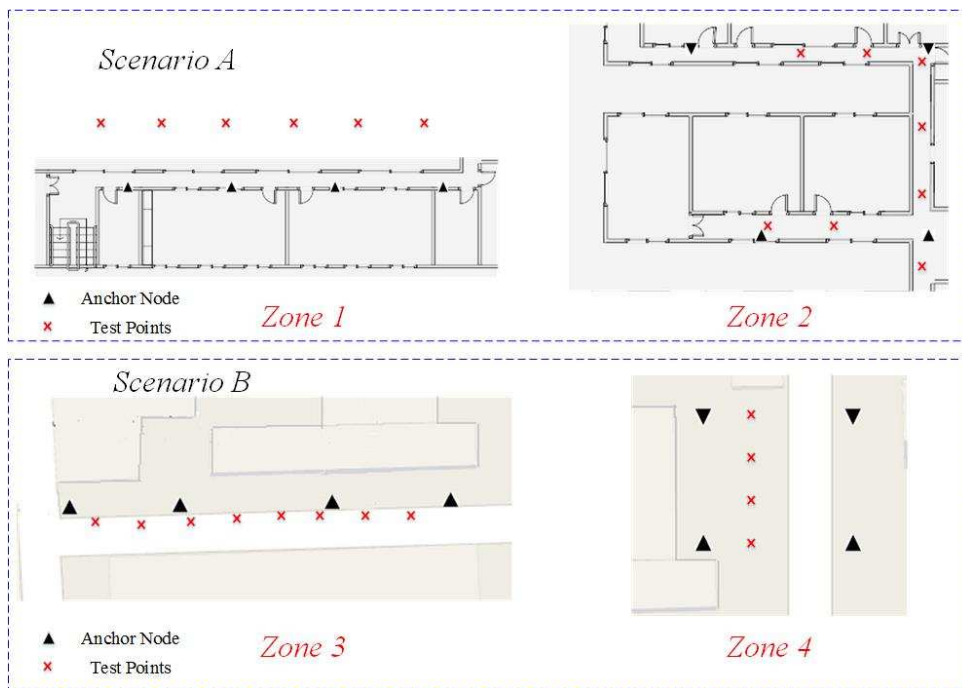 Scenario A
Anchor Node
Test Points
Zone 1
Zone 2
Scenario B
Anchor Node
Test Points
Zone 3
Zone 4